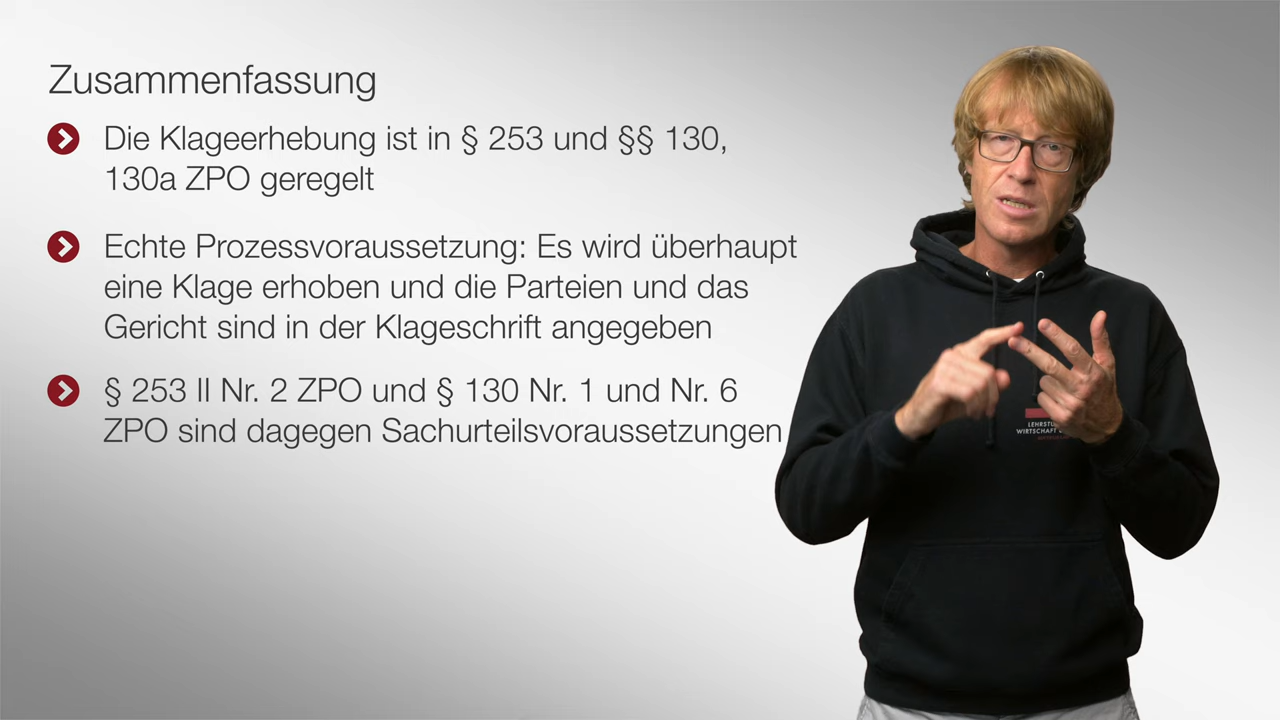 Zusammenfassung
Die Klageerhebung ist in § 253 und §§ 130,
130a ZPO geregelt
Echte Prozessvoraussetzung: Es wird überhaupt
eine Klage erhoben und die Parteien und das
Gericht sind in der Klageschrift angegeben
§ 253 II Nr. 2 ZPO und § 130 Nr. 1 und Nr. 6
ZPO sind dagegen Sachurteilsvoraussetzungen
WIRTSCHAFT